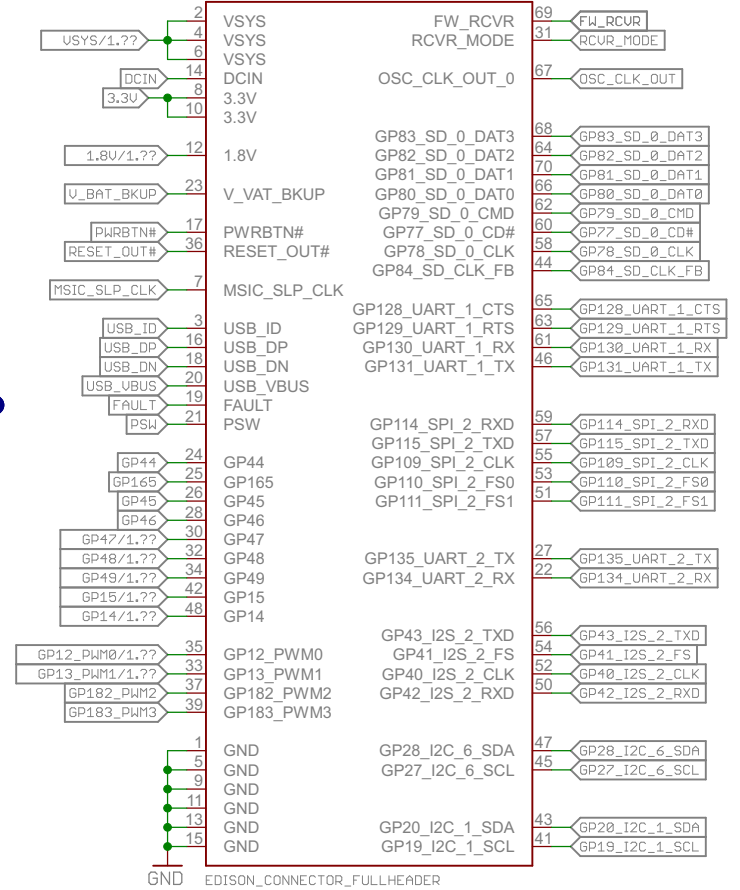 2 VSYS FW_RCVR 69 FW_RCVR
VSYS/1.?? 4 VSYS RCVR_MODE 31 RCVR_MODE
6 VSYS
DCIN 14 DCIN OSC_CLK_OUT_0 67 OSC_CLK_OUT
3.3V 8 3.3V
10 3.3V
GP83_SD_0_DAT3 68 GP83_SD_0_DAT3
1.8V/1.?? 12 1.8V GP82_SD_0_DAT2 64 GP82_SD_0_DAT2
GP81_SD_0_DAT1 70 GP81_SD_0_DAT1
V_BAT_BKUP 23 V_VAT_BKUP GP80_SD_0_DAT0 66 GP80_SD_0_DAT0
GP79_SD_0_CMD 62 GP79_SD_0_CMD
PWRBTN# 17 PWRBTN# GP77_SD_0_CD# 60 GP77_SD_0_CD#
RESET_OUT# 36 RESET_OUT# GP78_SD_0_CLK 58 GP78_SD_0_CLK
GP84_SD_CLK_FB 44 GP84_SD_CLK_FB
MSIC_SLP_CLK 7 MSIC_SLP_CLK
GP128_UART_1_CTS 65 GP128_UART_1_CTS
USB_ID 3 USB_ID GP129_UART_1_RTS 63 GP129_UART_1_RTS
USB_DP 16 USB_DP GP130_UART_1_RX 61 GP130_UART_1_RX
USB_DN 18 USB_DN GP131_UART_1_TX 46 GP131_UART_1_TX
USB_VBUS 20 USB_VBUS
FAULT 19 FAULT
PSW 21 PSW GP114_SPI_2_RXD 59 GP114_SPI_2_RXD
GP115_SPI_2_TXD 57 GP115_SPI_2_TXD
GP44 24 GP44 GP109_SPI_2_CLK 55 GP109_SPI_2_CLK
GP165 25 GP165 GP110_SPI_2_FS0 53 GP110_SPI_2_FS0
GP45 26 GP45 GP111_SPI_2_FS1 51 GP111_SPI_2_FS1
GP46 28 GP46
GP47/1.?? 30 GP47
GP48/1.?? 32 GP48 GP135_UART_2_TX 27 GP135_UART_2_TX
GP49/1.?? 34 GP49 GP134_UART_2_RX 22 GP134_UART_2_RX
GP15/1.?? 42 GP15
GP14/1.?? 48 GP14
GP43_I2S_2_TXD 56 GP43_I2S_2_TXD
GP12_PWM0/1.?? 35 GP12_PWM0 GP41_I2S_2_FS 54 GP41_I2S_2_FS
GP13_PWM1/1.?? 33 GP13_PWM1 GP40_I2S_2_CLK 52 GP40_I2S_2_CLK
GP182_PWM2 37 GP182_PWM2 GP42_I2S_2_RXD 50 GP42_I2S_2_RXD
GP183_PWM3 39 GP183_PWM3
1 GND GP28_I2C_6_SDA 47 GP28_I2C_6_SDA
5 GND GP27_I2C_6_SCL 45 GP27_I2C_6_SCL
9 GND
11 GND
13 GND GP20_I2C_1_SDA 43 GP20_I2C_1_SDA
15 GND GP19_I2C_1_SCL 41 GP19_I2C_1_SCL
GND EDISON_CONNECTOR_FULLHEADER